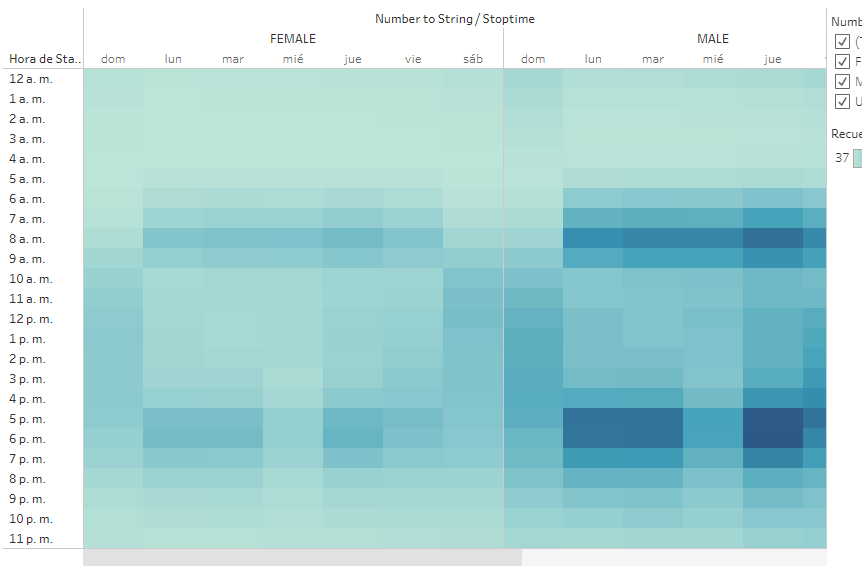 Number to String / Stoptime
FEMALE MALE
Hora de Sta.. dom lun mar mié jue vie sáb dom lun mar mié jue
12 a. m.
1 a. m.
2 a. m.
3 a. m.
4 a. m.
5 a. m.
6 a. m.
7 a. m.
8 a. m.
9 a. m.
10 a. m.
11 a. m.
12 p. m.
1 p. m.
2 p. m.
3 p. m.
4 p. m.
5 p. m.
6 p. m.
7 p. m.
8 p. m.
9 p. m.
10 p. m.
11 p. m.
Numb
(T
F
M
U
Recue
37